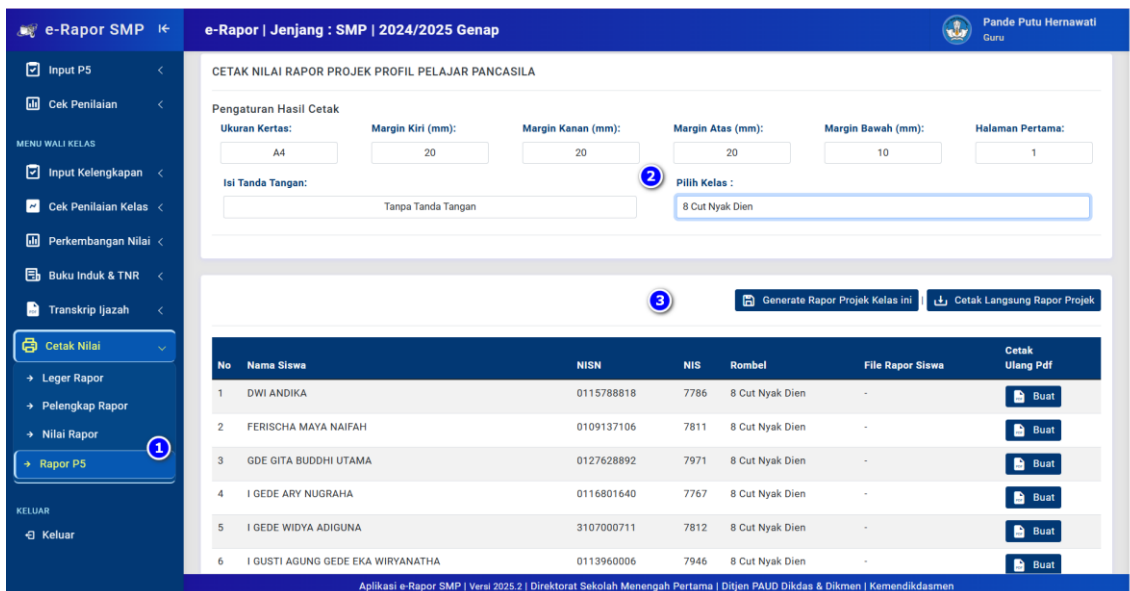 e-Rapor SMP
e-Rapor | Jenjang : SMP | 2024/2025 Genap
Pande Putu Hernawati
Guru
Input P5
Cek Penilaian
MENU WALI KELAS
Input Kelengkapan
Cek Penilaian Kelas
Perkembangan Nilai
Buku Induk & TNR
Transkrip Ijazah
Cetak Nilai
Leger Rapor
Pelengkap Rapor
Nilai Rapor
1
Rapor P5
KELUAR
Keluar
CETAK NILAI RAPOR PROJEK PROFIL PELAJAR PANCASILA
Pengaturan Hasil Cetak
Ukuran Kertas: Margin Kiri (mm): Margin Kanan (mm): Margin Atas (mm): Margin Bawah (mm): Halaman Pertama:
A4 20 20 20 10 1
2
Isi Tanda Tangan: Pilih Kelas :
Tanpa Tanda Tangan 8 Cut Nyak Dien
3
Generate Rapor Projek Kelas ini | Cetak Langsung Rapor Projek
No Nama Siswa NISN NIS Rombel File Rapor Siswa Cetak Ulang Pdf
1 DWI ANDIKA 0115788818 7786 8 Cut Nyak Dien - Buat
2 FERISCHA MAYA NAIFAH 0109137106 7811 8 Cut Nyak Dien - Buat
3 GDE GITA BUDDHI UTAMA 0127628892 7971 8 Cut Nyak Dien - Buat
4 I GEDE ARY NUGRAHA 0116801640 7767 8 Cut Nyak Dien - Buat
5 I GEDE WIDYA ADIGUNA 3107000711 7812 8 Cut Nyak Dien - Buat
6 I GUSTI AGUNG GEDE EKA WIRYANATHA 0113960006 7946 8 Cut Nyak Dien - Buat
Aplikasi e-Rapor SMP | Versi 2025.2 | Direktorat Sekolah Menengah Pertama | Ditjen PAUD Dikdas & Dikmen | Kemendikdasmen